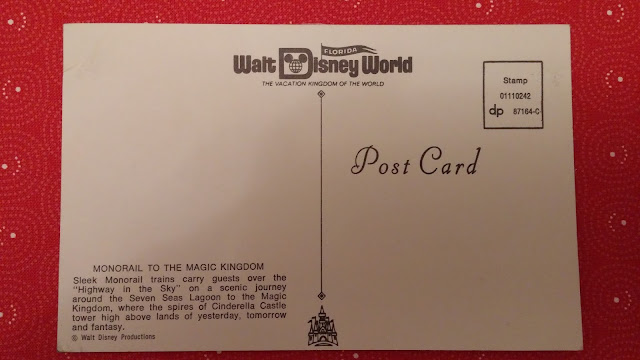 FLORIDA
Walt Disney World
THE VACATION KINGDOM OF THE WORLD
Stamp
01110242
dp 87164-C
Post Card
MONORAIL TO THE MAGIC KINGDOM
Sleek Monorail trains carry guests over the
"Highway in the Sky" on a scenic journey
around the Seven Seas Lagoon to the Magic
Kingdom, where the spires of Cinderella Castle
tower high above lands of yesterday, tomorrow
and fantasy.
© Walt Disney Productions